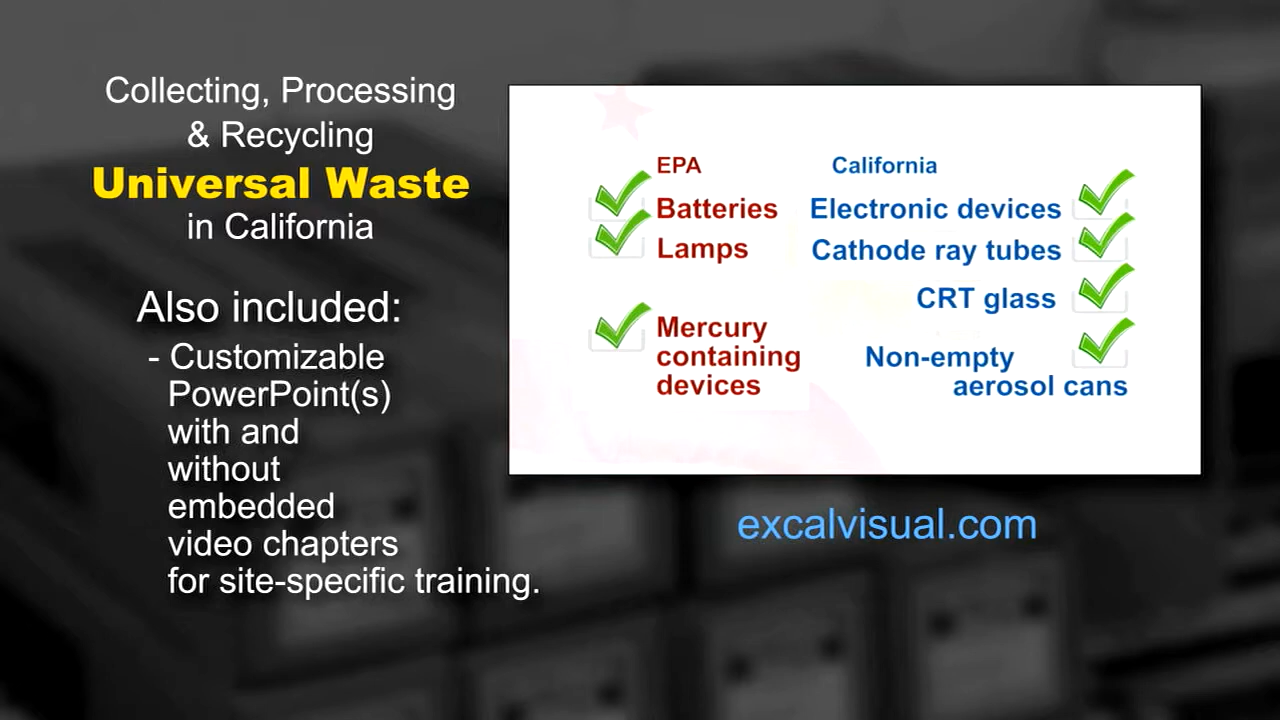 Collecting, Processing
& Recycling
Universal Waste
in California
Also included:
- Customizable
PowerPoint(s)
with and
without
embedded
video chapters
for site-specific training.
EPA
Batteries
Lamps
Mercury
containing
devices
California
Electronic devices
Cathode ray tubes
CRT glass
Non-empty
aerosol cans
excalvisual.com